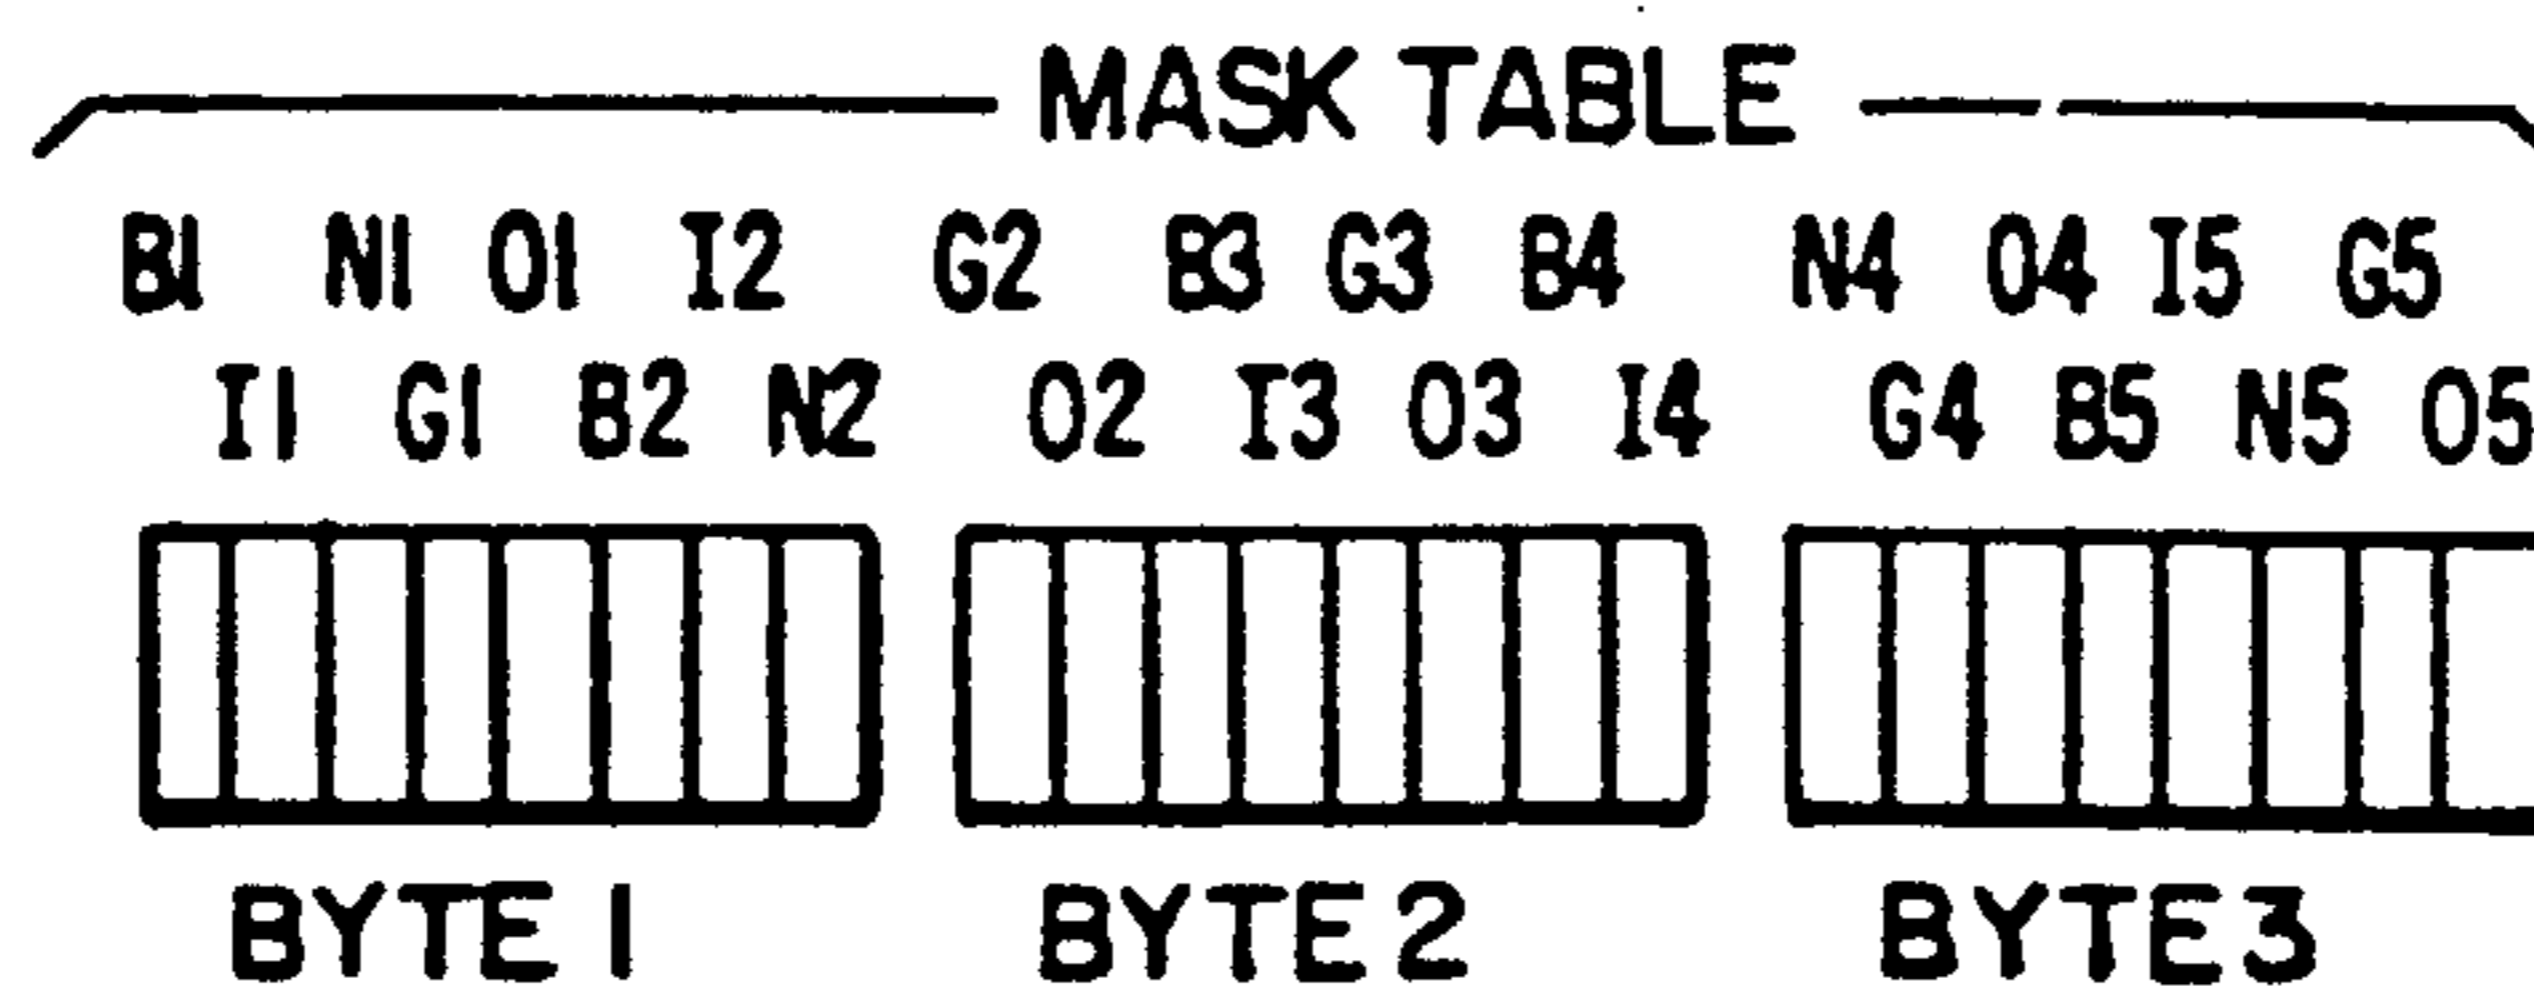 MASK TABLE
B1 N1 O1 I2 G2 B3 G3 B4 N4 O4 I5 G5
I1 G1 B2 N2 O2 I3 O3 I4 G4 B5 N5 O5
BYTE 1 BYTE 2 BYTE 3